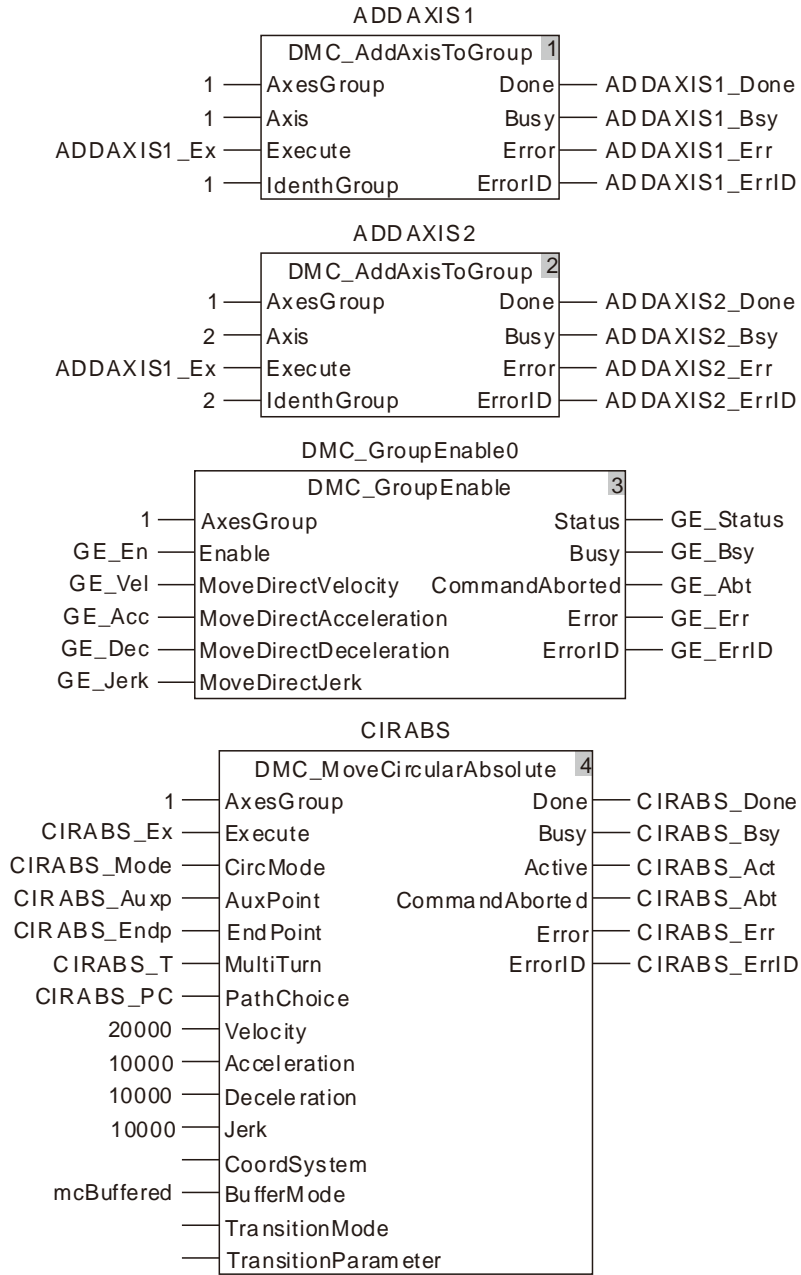 ADDAXIS1
DMC_AddAxisToGroup 1
1 AxesGroup Done ADDAXIS1_Done
1 Axis Busy ADDAXIS1_Bsy
ADDAXIS1_Ex Execute Error ADDAXIS1_Err
1 IdenthGroup ErrorID ADDAXIS1_ErrID
ADDAXIS2
DMC_AddAxisToGroup 2
1 AxesGroup Done ADDAXIS2_Done
2 Axis Busy ADDAXIS2_Bsy
ADDAXIS1_Ex Execute Error ADDAXIS2_Err
2 IdenthGroup ErrorID ADDAXIS2_ErrID
DMC_GroupEnable0
DMC_GroupEnable 3
1 AxesGroup Status GE_Status
GE_En Enable Busy GE_Bsy
GE_Vel MoveDirectVelocity CommandAborted GE_Abt
GE_Acc MoveDirectAcceleration Error GE_Err
GE_Dec MoveDirectDeceleration ErrorID GE_ErrID
GE_Jerk MoveDirectJerk
CIRABS
DMC_MoveCircularAbsolute 4
1 AxesGroup Done CIRABS_Done
CIRABS_Ex Execute Busy CIRABS_Bsy
CIRABS_Mode CircMode Active CIRABS_Act
CIRABS_Auxp AuxPoint CommandAborted CIRABS_Abt
CIRABS_Endp EndPoint Error CIRABS_Err
CIRABS_T MultiTurn ErrorID CIRABS_ErrID
CIRABS_PC PathChoice
20000 Velocity
10000 Acceleration
10000 Deceleration
10000 Jerk
CoordSystem
mcBuffered BufferMode
TransitionMode
TransitionParameter